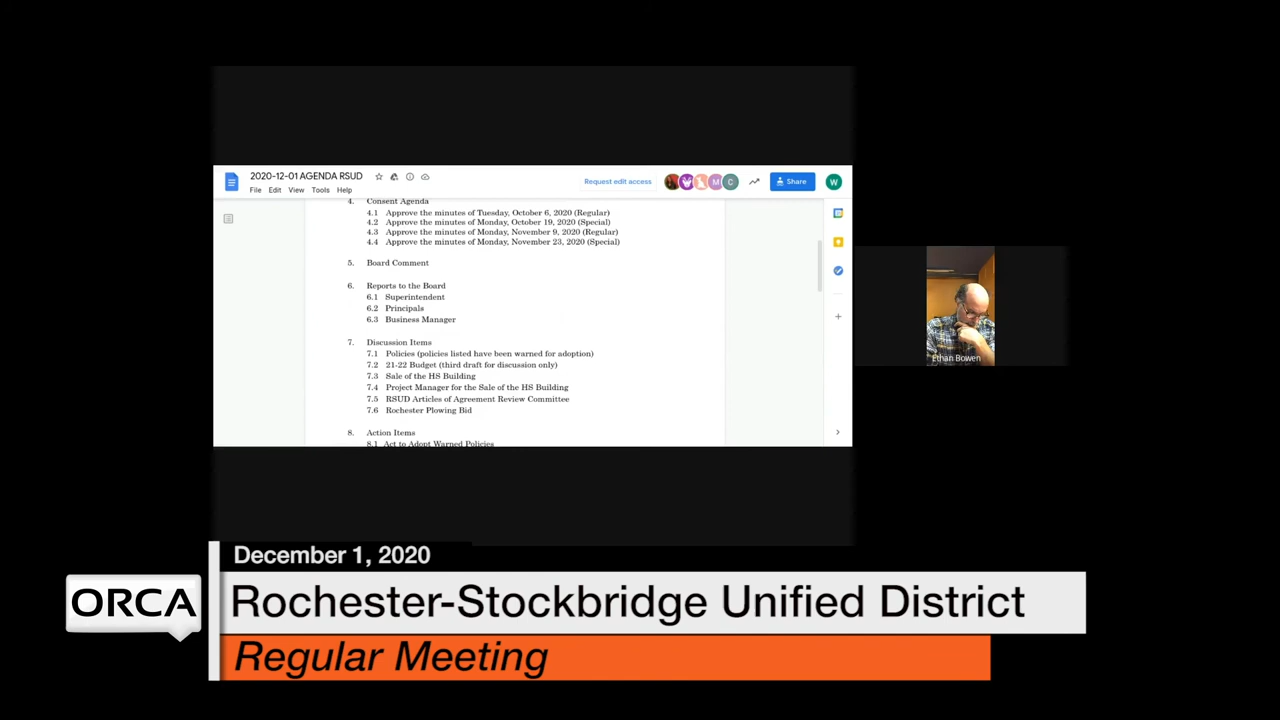 2020-12-01 AGENDA RSUD
File Edit View Tools Help
Request edit access
M
C
Share
W
4. Consent Agenda
4.1 Approve the minutes of Tuesday, October 6, 2020 (Regular)
4.2 Approve the minutes of Monday, October 19, 2020 (Special)
4.3 Approve the minutes of Monday, November 9, 2020 (Regular)
4.4 Approve the minutes of Monday, November 23, 2020 (Special)
5. Board Comment
6. Reports to the Board
6.1 Superintendent
6.2 Principals
6.3 Business Manager
7. Discussion Items
7.1 Policies (policies listed have been warned for adoption)
7.2 21-22 Budget (third draft for discussion only)
7.3 Sale of the HS Building
7.4 Project Manager for the Sale of the HS Building
7.5 RSUD Articles of Agreement Review Committee
7.6 Rochester Plowing Bid
8. Action Items
8.1 Act to Adopt Warned Policies
Ethan Bowen
December 1, 2020
ORCA
Rochester-Stockbridge Unified District
Regular Meeting